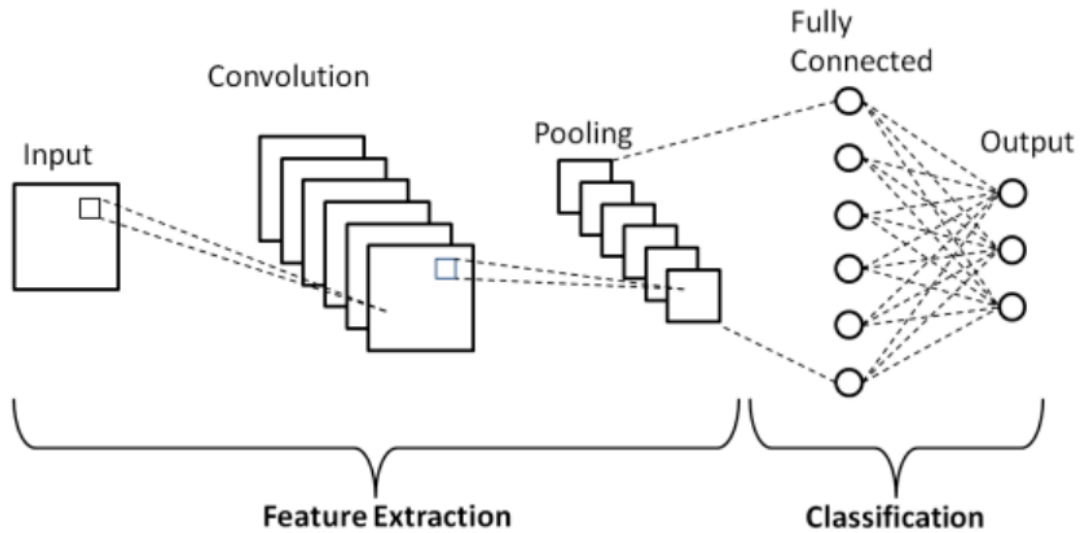 Fully
Connected
Convolution
Pooling
Output
Input
Feature Extraction
Classification